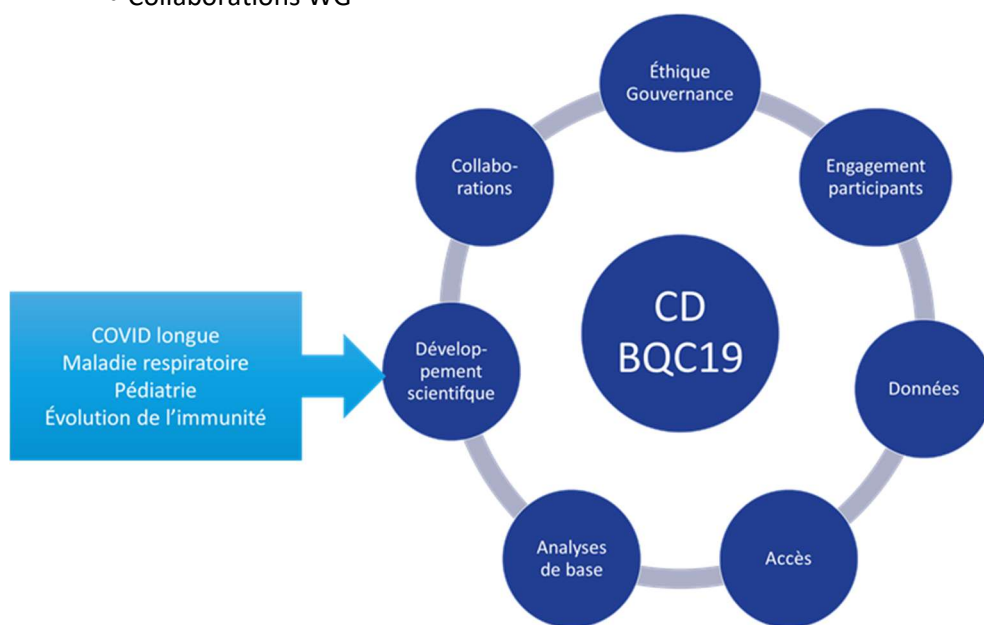 • Collaborations WG
Éthique
Gouvernance
Engagement
participants
Données
Accès
Analyses
de base
Dévelop-
pement
scientifque
Collabo-
rations
CD
BQC19
COVID longue
Maladie respiratoire
Pédiatrie
Évolution de l'immunité